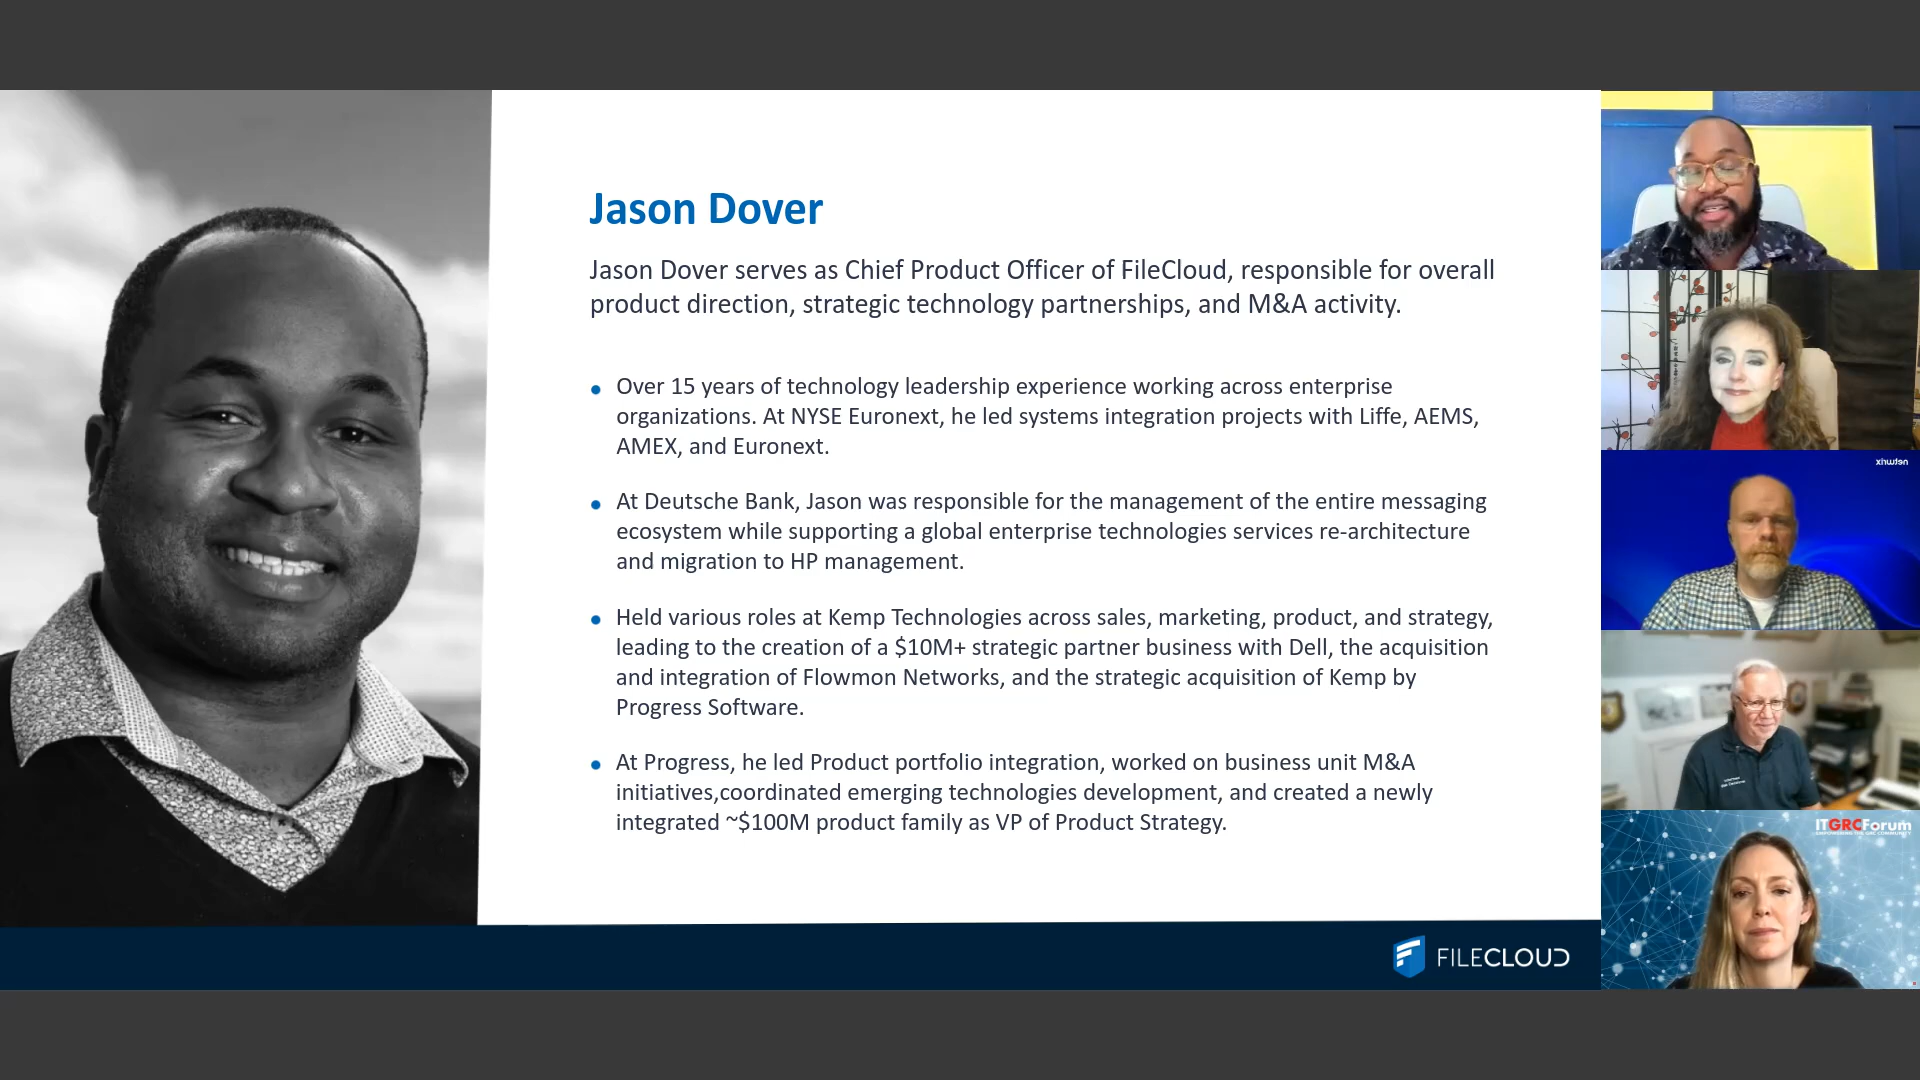 Jason Dover
Jason Dover serves as Chief Product Officer of FileCloud, responsible for overall
product direction, strategic technology partnerships, and M&A activity.
• Over 15 years of technology leadership experience working across enterprise
organizations. At NYSE Euronext, he led systems integration projects with Liffe, AEMS,
AMEX, and Euronext.
• At Deutsche Bank, Jason was responsible for the management of the entire messaging
ecosystem while supporting a global enterprise technologies services re-architecture
and migration to HP management.
• Held various roles at Kemp Technologies across sales, marketing, product, and strategy,
leading to the creation of a $10M+ strategic partner business with Dell, the acquisition
and integration of Flowmon Networks, and the strategic acquisition of Kemp by
Progress Software.
• At Progress, he led Product portfolio integration, worked on business unit M&A
initiatives,coordinated emerging technologies development, and created a newly
integrated ~$100M product family as VP of Product Strategy.
FILECLOUD
netwrix
ITGRCForum